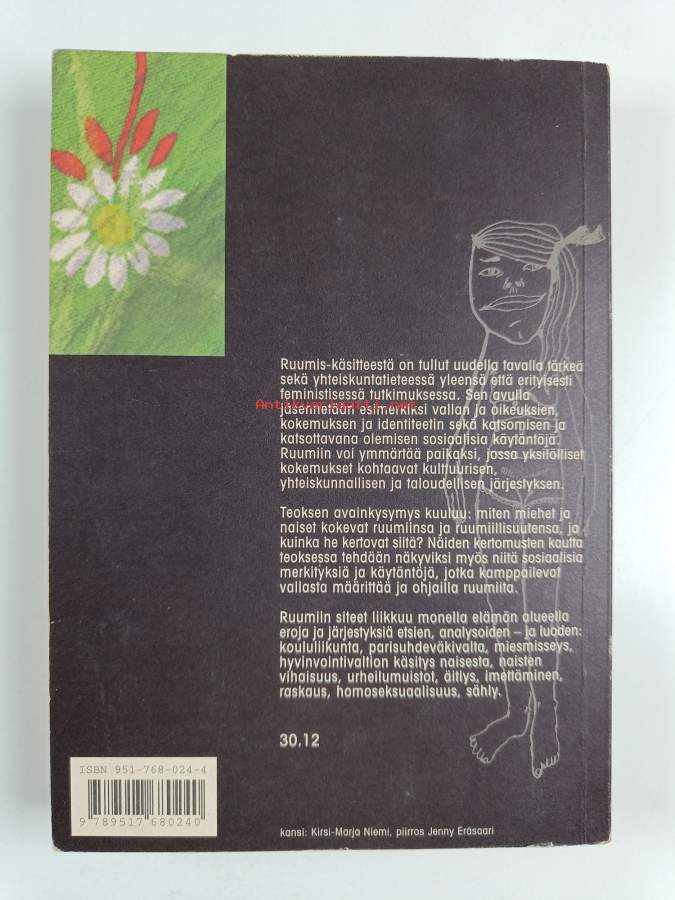 Ruumis-käsitteestä on tullut uudella tavalla tärkeä
sekä yhteiskuntatieteessä yleensä että erityisesti
feministisessä tutkimuksessa. Sen avulla
Antikvariaatti.net
jäsennetään esimerkiksi vallan ja oikeuksien,
kokemuksen ja identiteetin sekä katsomisen ja
katsottavana olemisen sosiaalisia käytäntöjä.
Ruumiin voi ymmärtää paikaksi, jossa yksilölliset
kokemukset kohtaavat kulttuurisen,
yhteiskunnallisen ja taloudellisen järjestyksen.
Teoksen avainkysymys kuuluu: miten miehet ja
naiset kokevat ruumiinsa ja ruumiillisuutensa, ja
kuinka he kertovat siitä? Näiden kertomusten kautta
teoksessa tehdään näkyviksi myös niitä sosiaalisia
merkityksiä ja käytäntöjä, jotka kamppailevat
vallasta määrittää ja ohjailla ruumiita.
Ruumiin siteet liikkuu monella elämän alueella
eroja ja järjestyksiä etsien, analysoiden – ja luoden:
koululiikunta, parisuhdeväkivalta, miesmisseys,
hyvinvointivaltion käsitys naisesta, naisten
vihaisuus, urheilumuistot, äitiys, imettäminen,
raskaus, homoseksuaalisuus, sähly.
30.12
ISBN 951-768-024-4
9 789517 680240
kansi: Kirsi-Marja Niemi, piirros Jenny Eräsaari